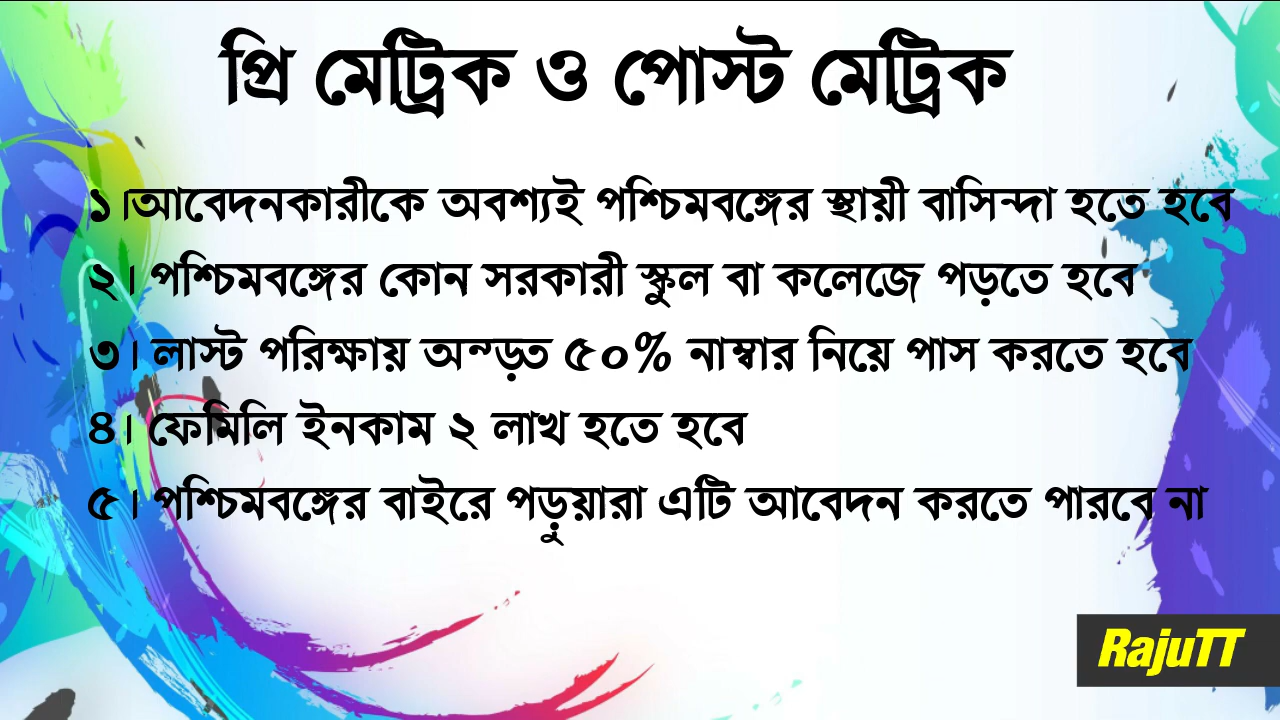 প্রি মেট্রিক ও পোস্ট মেট্রিক
১।আবেদনকারীকে অবশ্যই পশ্চিমবঙ্গের স্থায়ী বাসিন্দা হতে হবে
২। পশ্চিমবঙ্গের কোন সরকারী স্কুল বা কলেজে পড়তে হবে
৩। লাস্ট পরিক্ষায় অন্ড়ত ৫০% নাম্বার নিয়ে পাস করতে হবে
৪। ফেমিলি ইনকাম ২ লাখ হতে হবে
৫। পশ্চিমবঙ্গের বাইরে পড়ুয়ারা এটি আবেদন করতে পারবে না
RajuTT